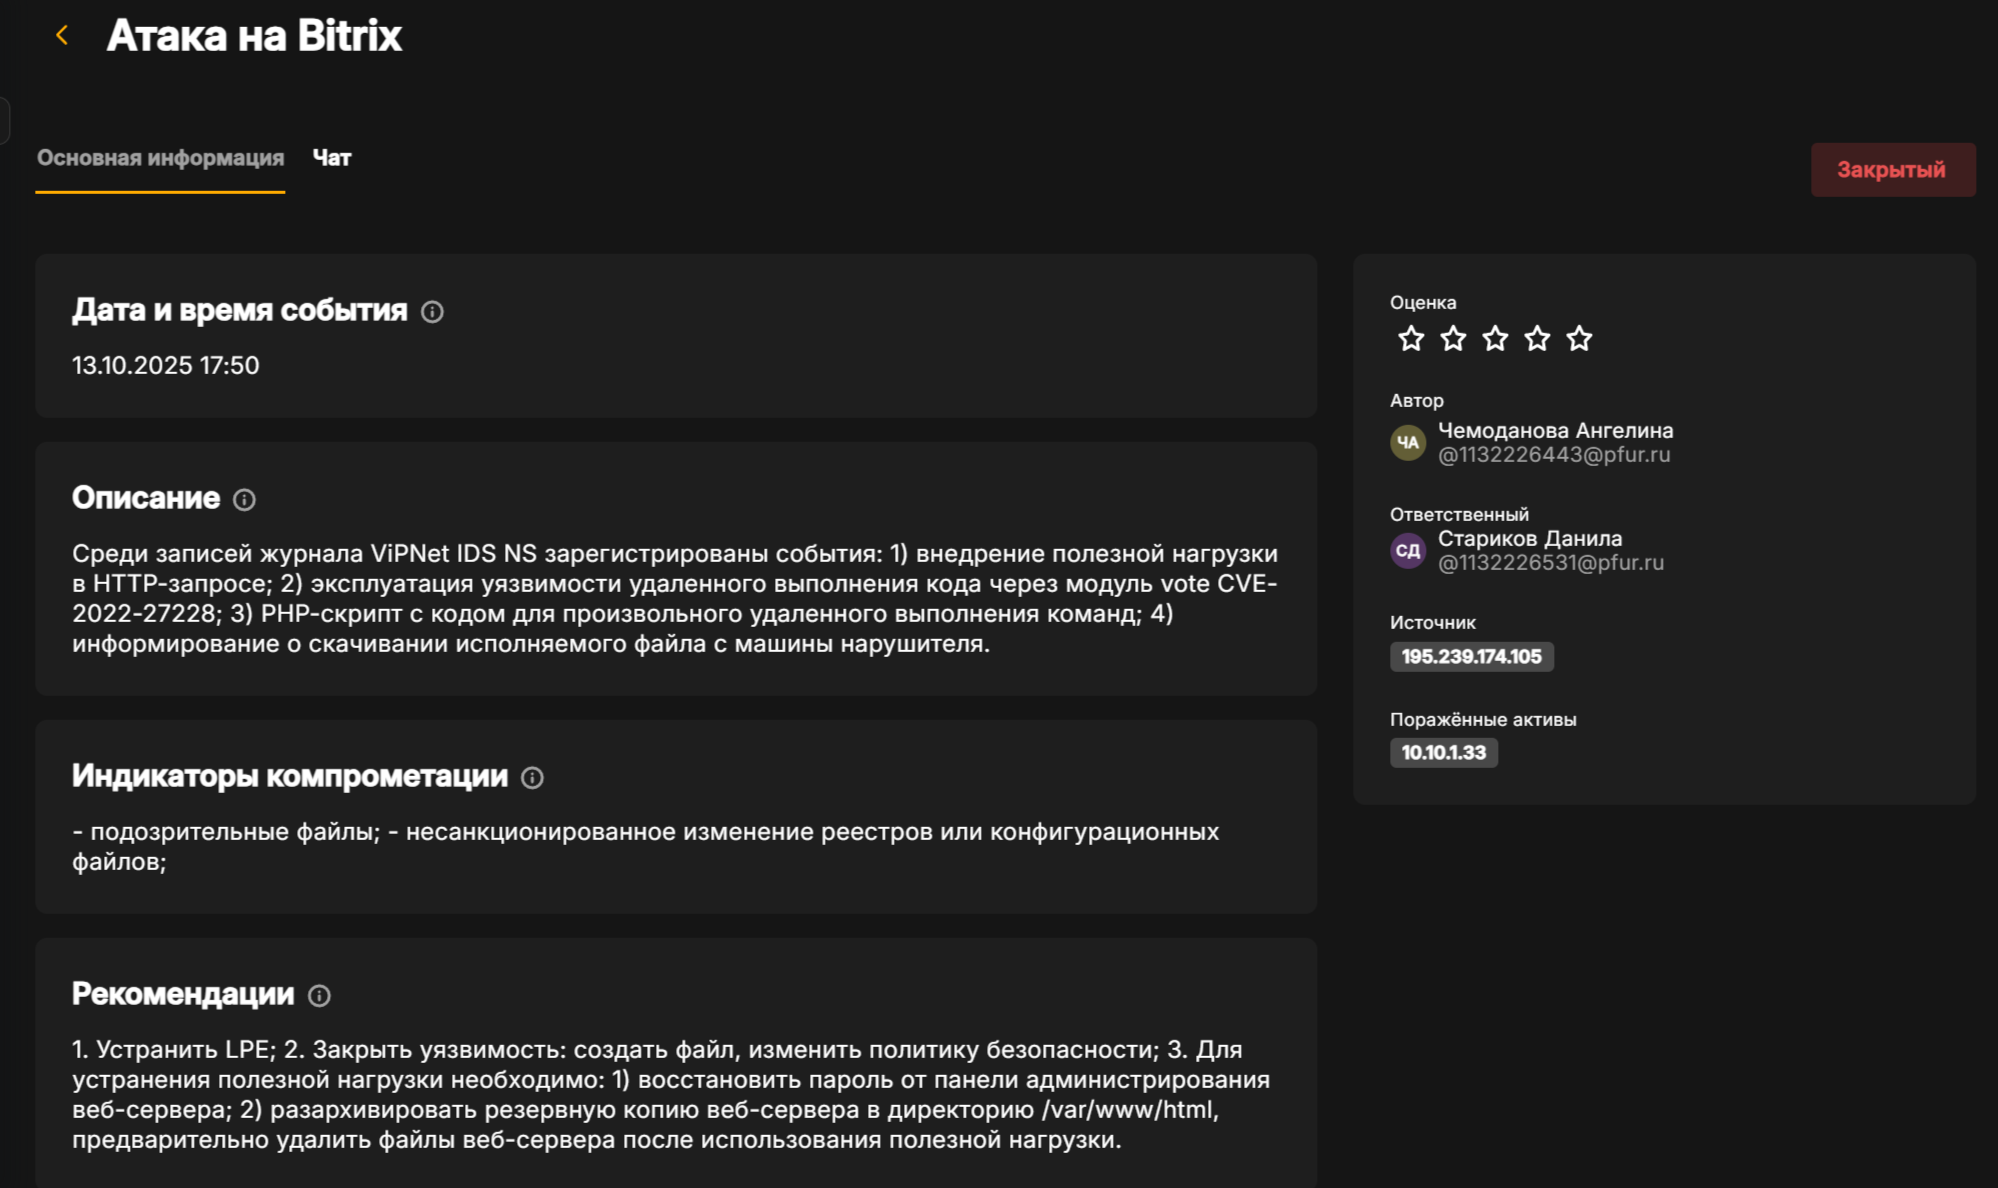 Атака на Bitrix
Основная информация
Чат
Закрытый
Дата и время события
13.10.2025 17:50
Описание
Среди записей журнала ViPNet IDS NS зарегистрированы события: 1) внедрение полезной нагрузки
в HTTP-запросе; 2) эксплуатация уязвимости удаленного выполнения кода через модуль vote CVE-
2022-27228; 3) PHP-скрипт с кодом для произвольного удаленного выполнения команд; 4)
информирование о скачивании исполняемого файла с машины нарушителя.
Индикаторы компрометации
- подозрительные файлы; - несанкционированное изменение реестров или конфигурационных
файлов;
Рекомендации
1. Устранить LPE; 2. Закрыть уязвимость: создать файл, изменить политику безопасности; 3. Для
устранения полезной нагрузки необходимо: 1) восстановить пароль от панели администрирования
веб-сервера; 2) разархивировать резервную копию веб-сервера в директорию /var/www/html,
предварительно удалить файлы веб-сервера после использования полезной нагрузки.
Оценка
Автор
ЧА
Чемоданова Ангелина
@1132226443@pfur.ru
Ответственный
СД
Стариков Данила
@1132226531@pfur.ru
Источник
195.239.174.105
Поражённые активы
10.10.1.33